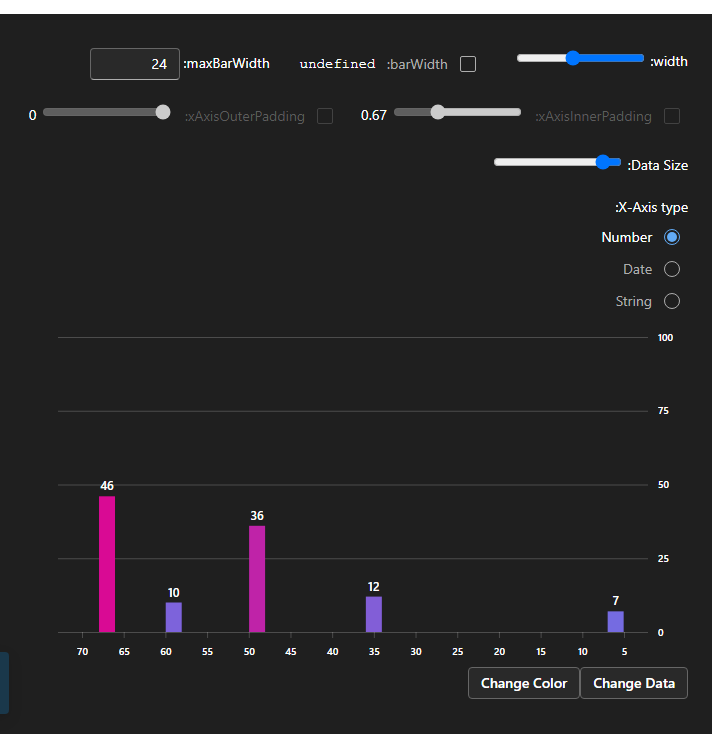 24 :maxBarWidth undefined :barWidth :width
0 :xAxisOuterPadding 0.67 :xAxisInnerPadding
:Data Size
:X-Axis type
Number
Date
String
100
75
50
46
36
25
12
10
7
0
70 65 60 55 50 45 40 35 30 25 20 15 10 5
Change Color Change Data